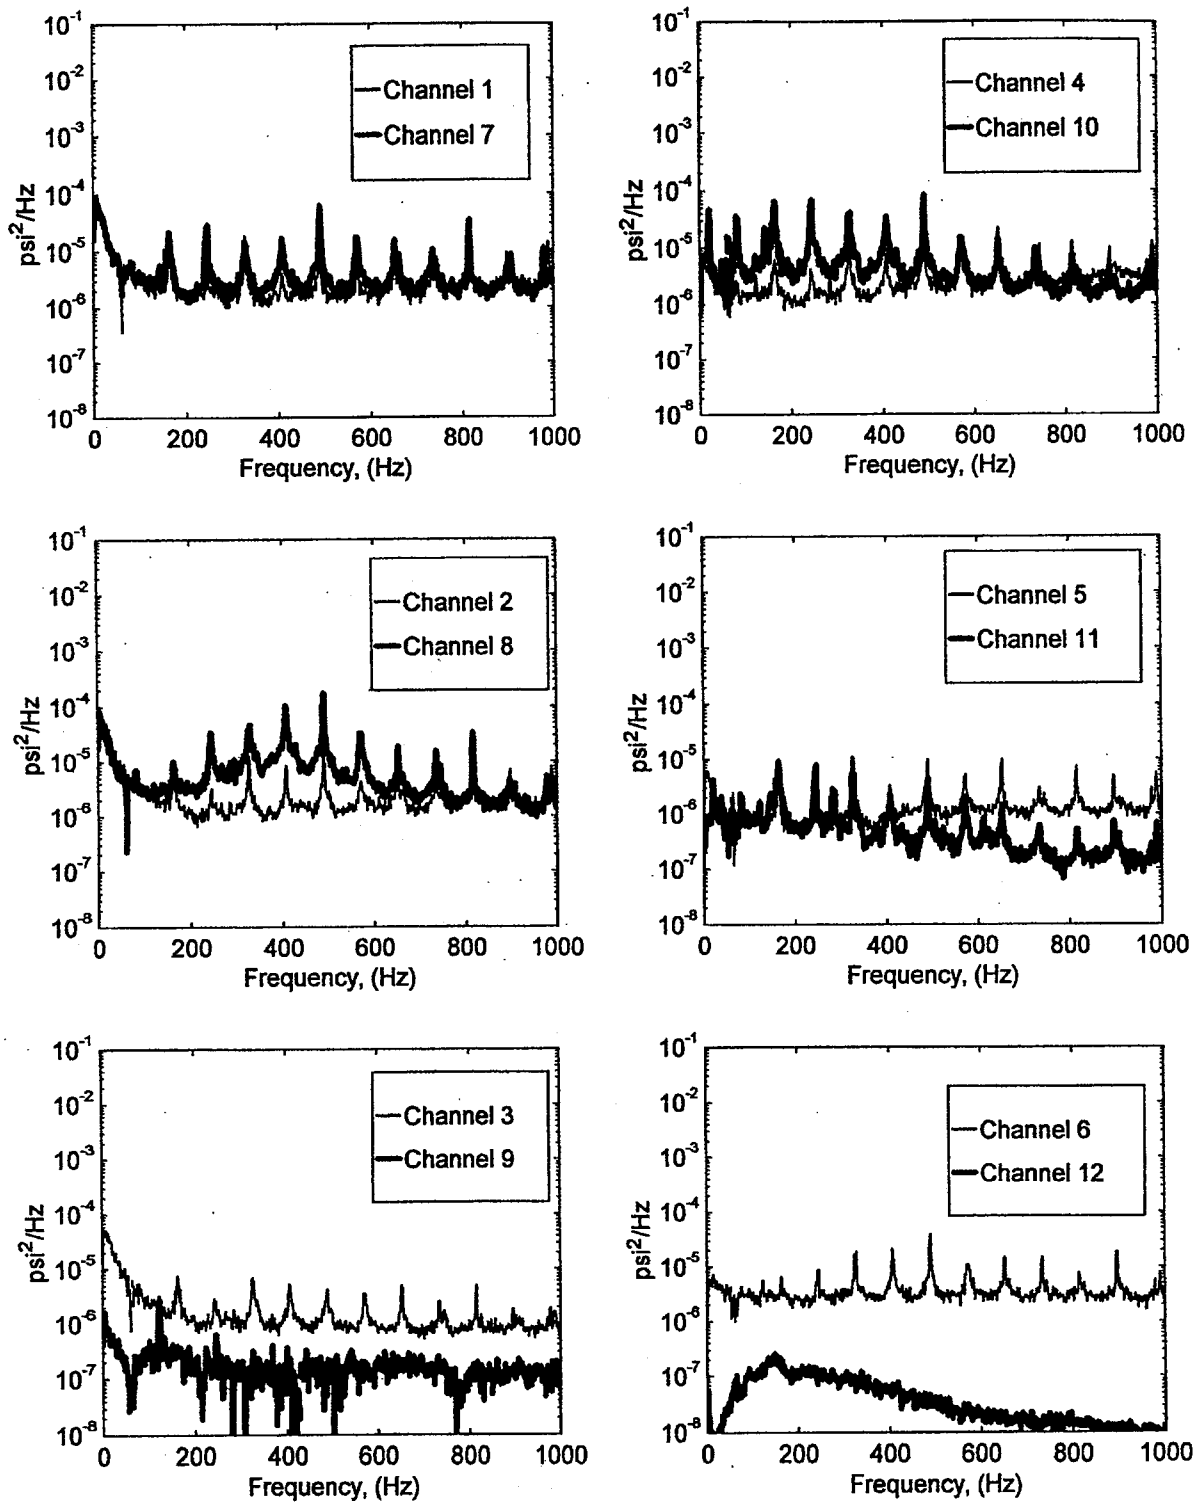 10^-1
10^-2
10^-3
10^-4
10^-5
10^-6
10^-7
10^-8
psi^2/Hz
Channel 1
Channel 7
0 200 400 600 800 1000
Frequency, (Hz)
10^-1
10^-2
10^-3
10^-4
10^-5
10^-6
10^-7
10^-8
psi^2/Hz
Channel 4
Channel 10
0 200 400 600 800 1000
Frequency, (Hz)
10^-1
10^-2
10^-3
10^-4
10^-5
10^-6
10^-7
10^-8
psi^2/Hz
Channel 2
Channel 8
0 200 400 600 800 1000
Frequency, (Hz)
10^-1
10^-2
10^-3
10^-4
10^-5
10^-6
10^-7
10^-8
psi^2/Hz
Channel 5
Channel 11
0 200 400 600 800 1000
Frequency, (Hz)
10^-1
10^-2
10^-3
10^-4
10^-5
10^-6
10^-7
10^-8
psi^2/Hz
Channel 3
Channel 9
0 200 400 600 800 1000
Frequency, (Hz)
10^-1
10^-2
10^-3
10^-4
10^-5
10^-6
10^-7
10^-8
psi^2/Hz
Channel 6
Channel 12
0 200 400 600 800 1000
Frequency, (Hz)